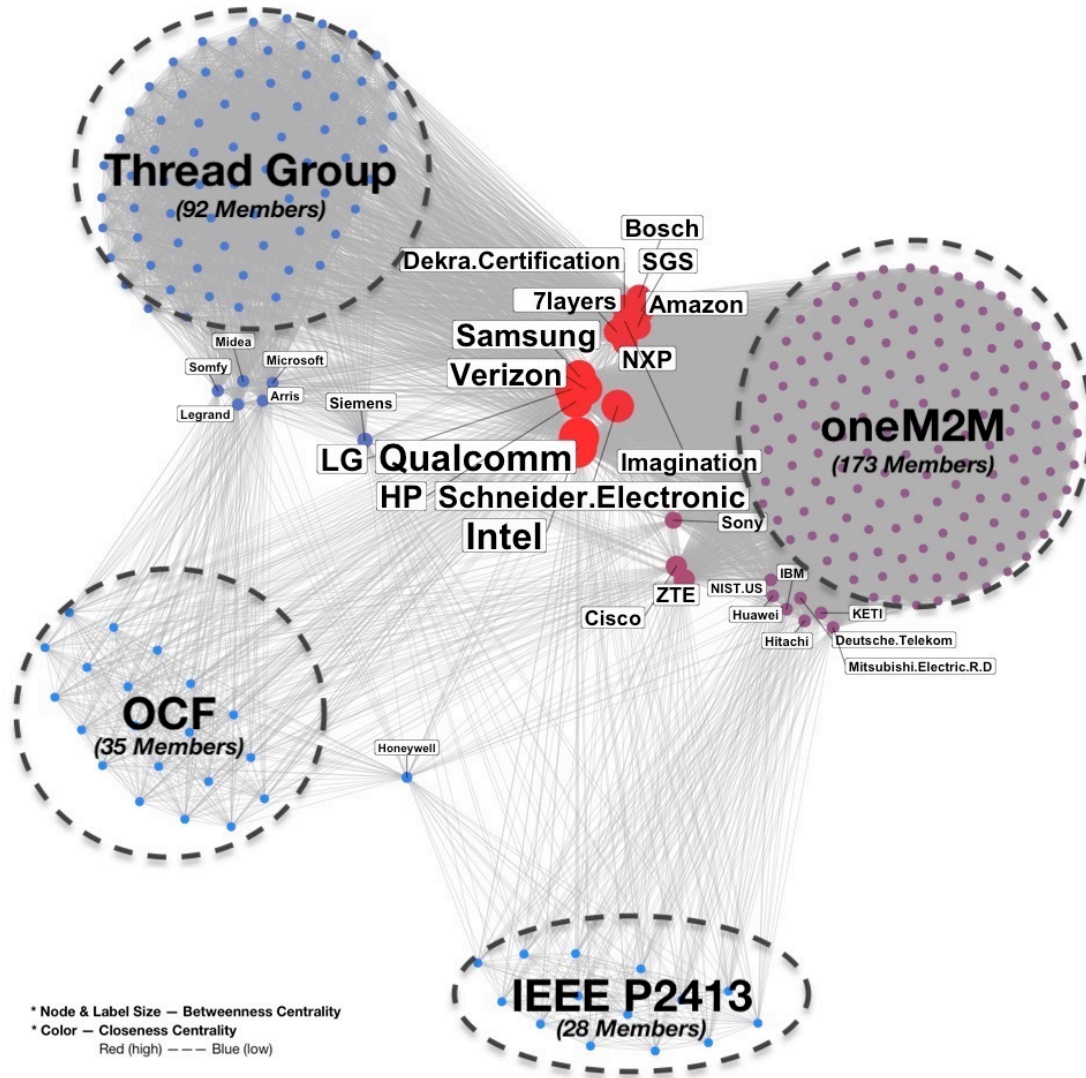 Thread Group
(92 Members)
Bosch
Dekra.Certification
SGS
7layers
Amazon
Samsung
NXP
Midea
Somfy
Microsoft
Verizon
Arris
Legrand
Siemens
oneM2M
(173 Members)
LG
Qualcomm
Imagination
HP
Schneider.Electronic
Intel
Sony
IBM
NIST.US
ZTE
Cisco
Huawei
KETI
Hitachi
Deutsche.Telekom
Mitsubishi.Electric.R.D
OCF
(35 Members)
Honeywell
IEEE P2413
(28 Members)
* Node & Label Size — Betweenness Centrality
* Color — Closeness Centrality
Red (high) — — — Blue (low)